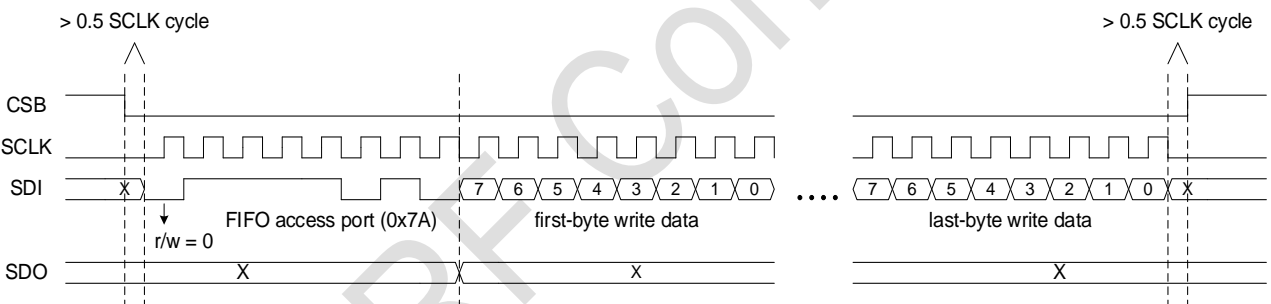 > 0.5 SCLK cycle > 0.5 SCLK cycle
CSB
SCLK
SDI X 7 6 5 4 3 2 1 0 .... 7 6 5 4 3 2 1 0 X
FIFO access port (0x7A) first-byte write data last-byte write data
r/w = 0
SDO X X X
RF Con